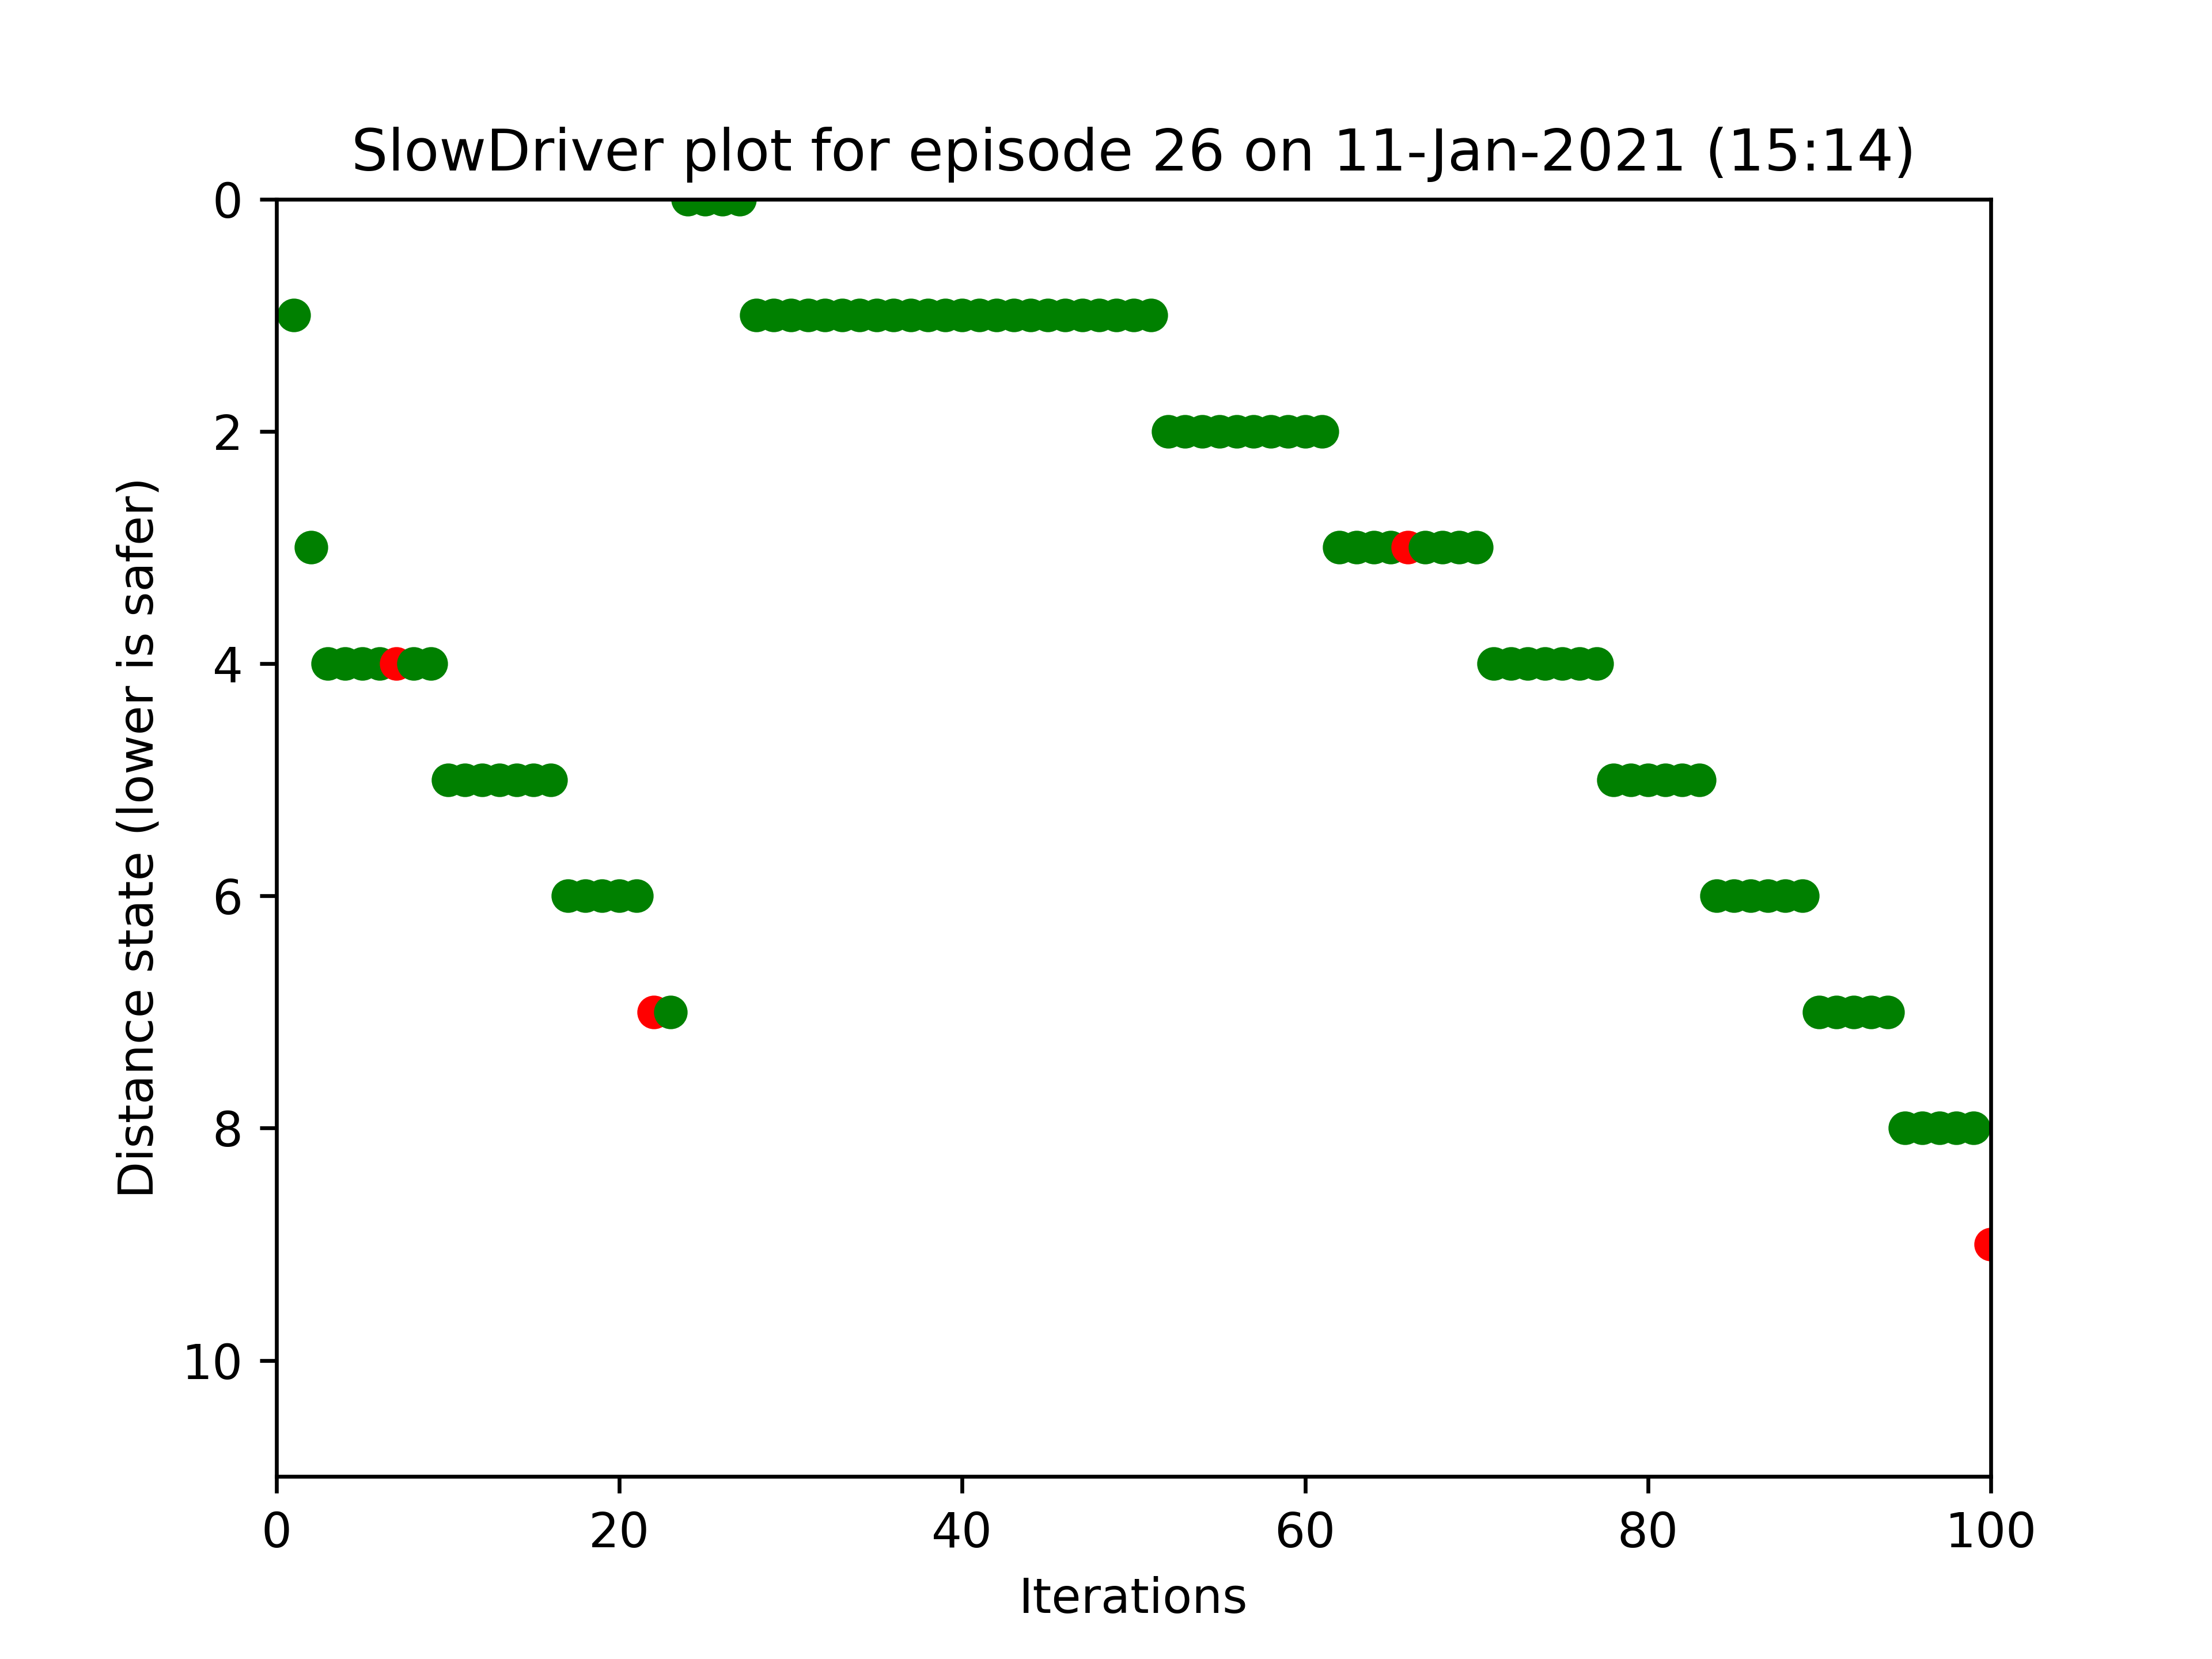 SlowDriver plot for episode 26 on 11-Jan-2021 (15:14)
Distance state (lower is safer)
0
2
4
6
8
10
0 20 40 60 80 100
Iterations